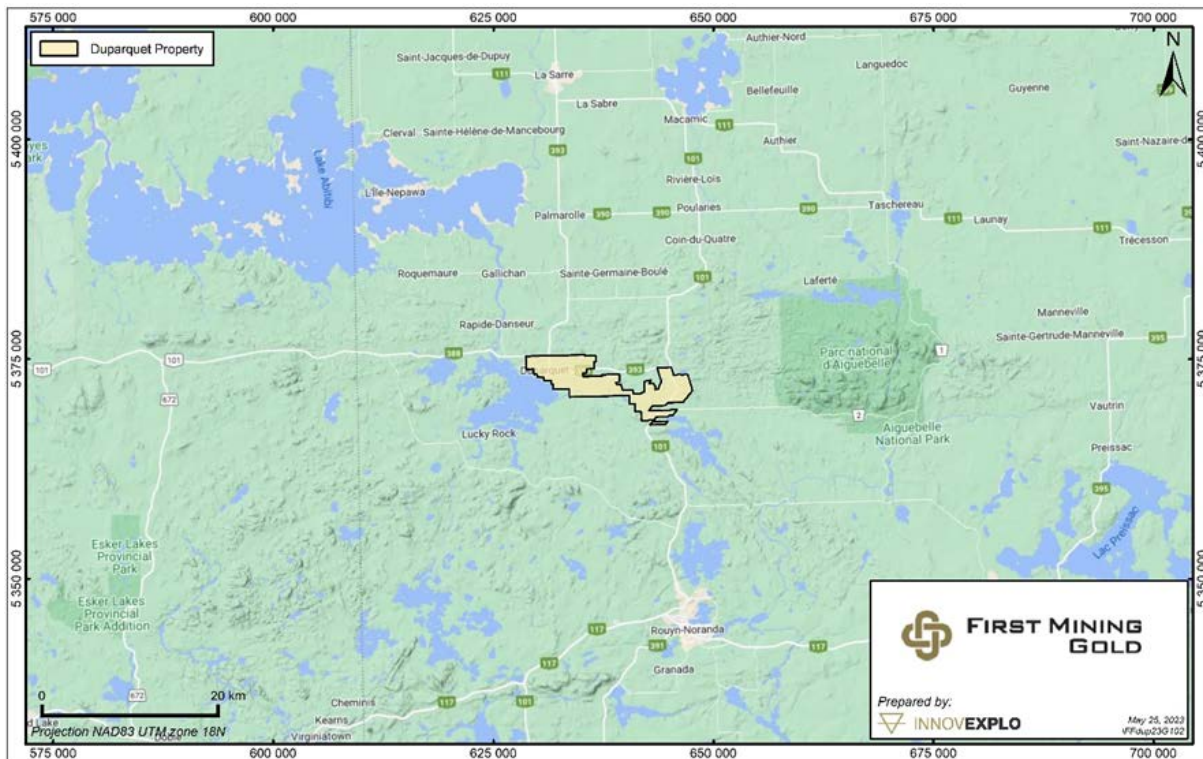 575 000
600 000
625 000
650 000
675 000
700 000
Duparquet Property
N
Authier-Nord
Saint-Jacques-de-Dupuy
Languedoc
111
La Sarre
Bellefeuille
Guyenne
La Sabre
Macamic
111
5 400 000
Clerval
Sainte-Hélène-de-Mancebourg
Authier
Saint-Nazaire-de
5 400 000
393
101
Park
Lake Abitibi
Rivière-Lois
L'Île-Nepawa
Palmarolle
390
390
Poularies
390
Taschereau
111
Launay
111
Coin-du-Quatre
Trécesson
Roquemaure
Gallichan
Sainte-Germaine-Boulé
101
Laferté
Manneville
Rapide-Danseur
Sainte-Gertrude-Manneville
395
5 375 000
101
101
388
Duparquet
393
Parc national
d'Aiguebelle
1
5 375 000
672
2
Vautrin
Lucky Rock
101
Aiguebelle
National Park
Preissac
395
Lac Preissac
Esker Lakes
Provincial
Park
5 350 000
5 350 000
Esker Lakes
Provincial
Park Addition
117
Rouyn-Noranda
391
117
117
Granada
FIRST MINING
GOLD
0
20 km
672
Cheminis
117
101
Kearns
Virginiatown
Prepared by:
INNOVEXPLO
May 25, 2023
Projection NAD83 UTM zone 18N
575 000
600 000
625 000
650 000
675 000
700 000